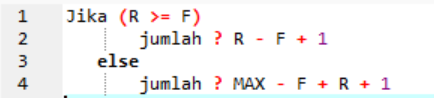 1 Jika (R >= F)
2 jumlah ? R - F + 1
3 else
4 jumlah ? MAX - F + R + 1